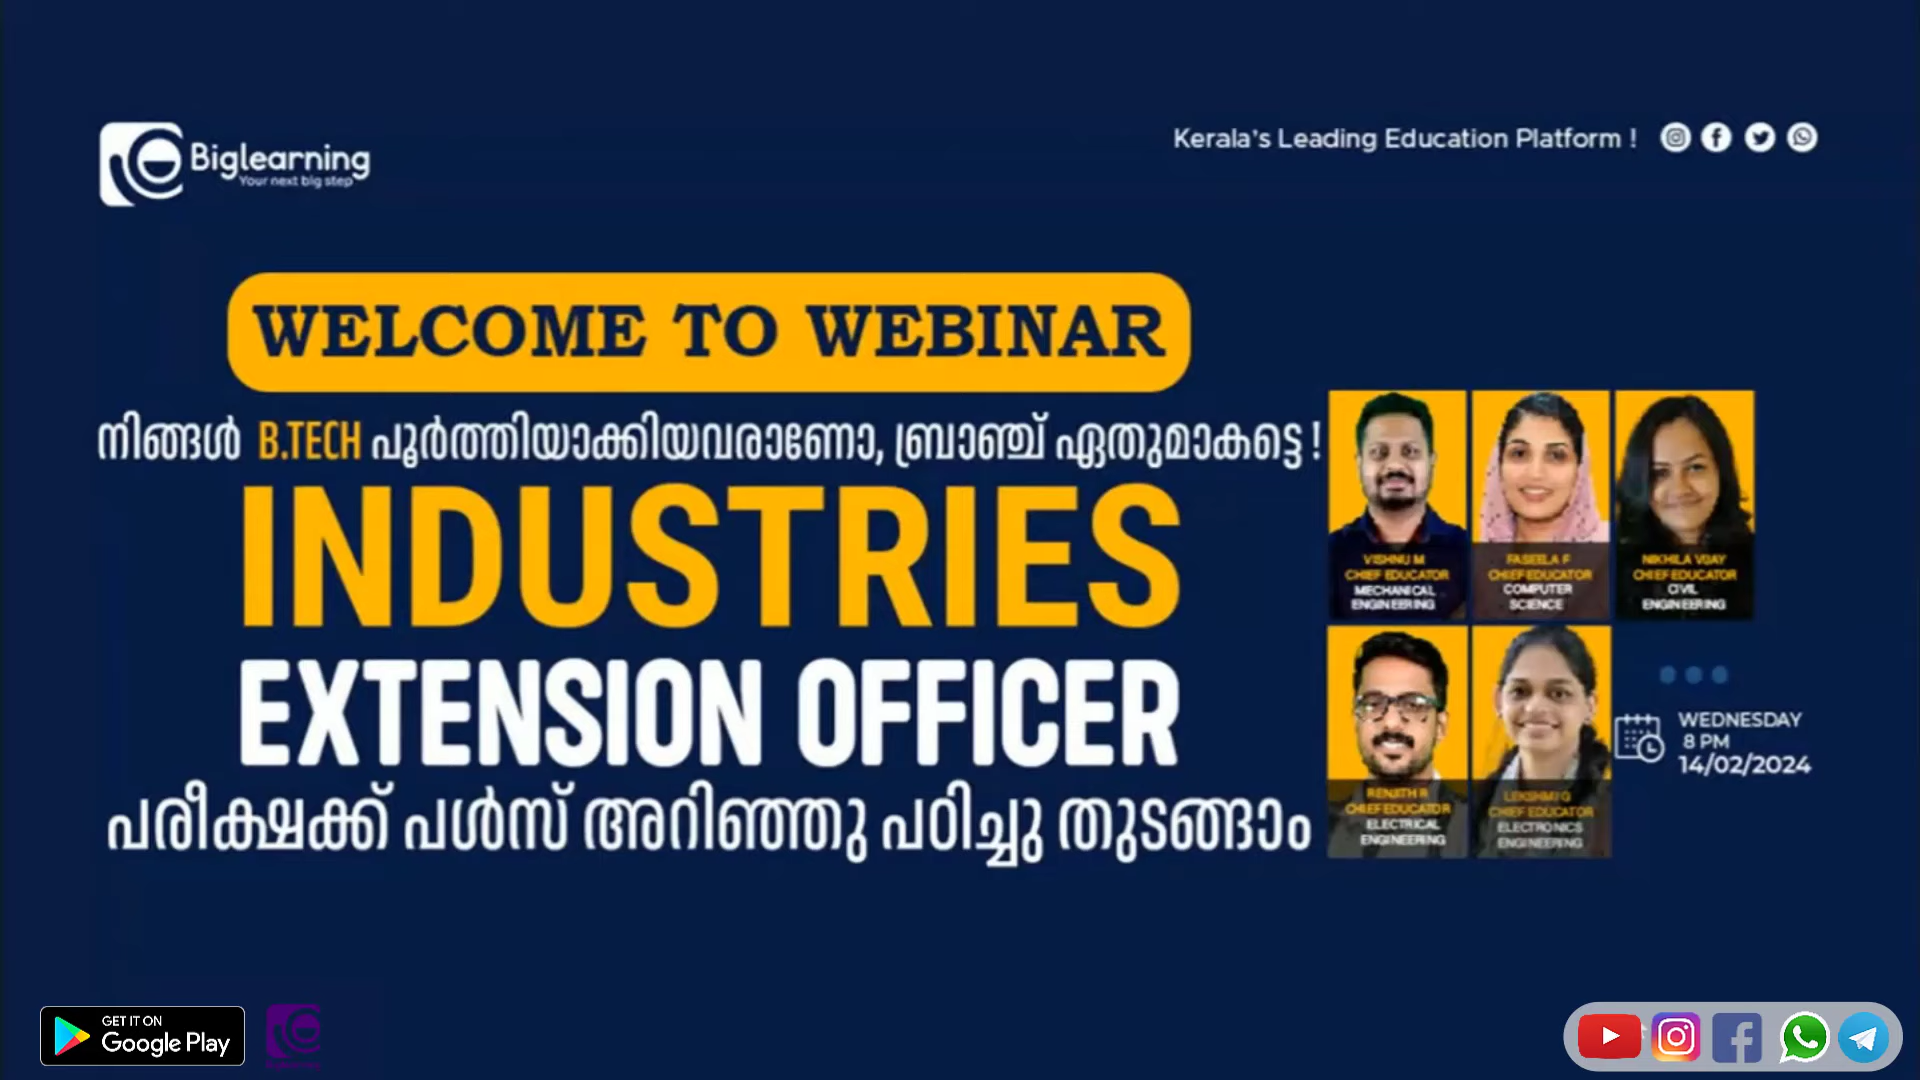 Biglearning
Your next big step
Kerala's Leading Education Platform !
WELCOME TO WEBINAR
നിങ്ങൾ B.TECH പൂർത്തിയാക്കിയവരാണോ, ബ്രാഞ്ച് ഏതുമാകട്ടെ !
INDUSTRIES
EXTENSION OFFICER
പരീക്ഷക്ക് പൾസ് അറിഞ്ഞു പഠിച്ചു തുടങ്ങാം
VISHNU M
CHIEF EDUCATOR
MECHANICAL
ENGINEERING
FASEELA F
CHIEF EDUCATOR
COMPUTER
SCIENCE
NIKHILA VIJAY
CHIEF EDUCATOR
CIVIL
ENGINEERING
RENJITH R
CHIEF EDUCATOR
ELECTRICAL
ENGINEERING
LEKSHMI G
CHIEF EDUCATOR
ELECTRONICS
ENGINEERING
WEDNESDAY
8 PM
14/02/2024
GET IT ON
Google Play